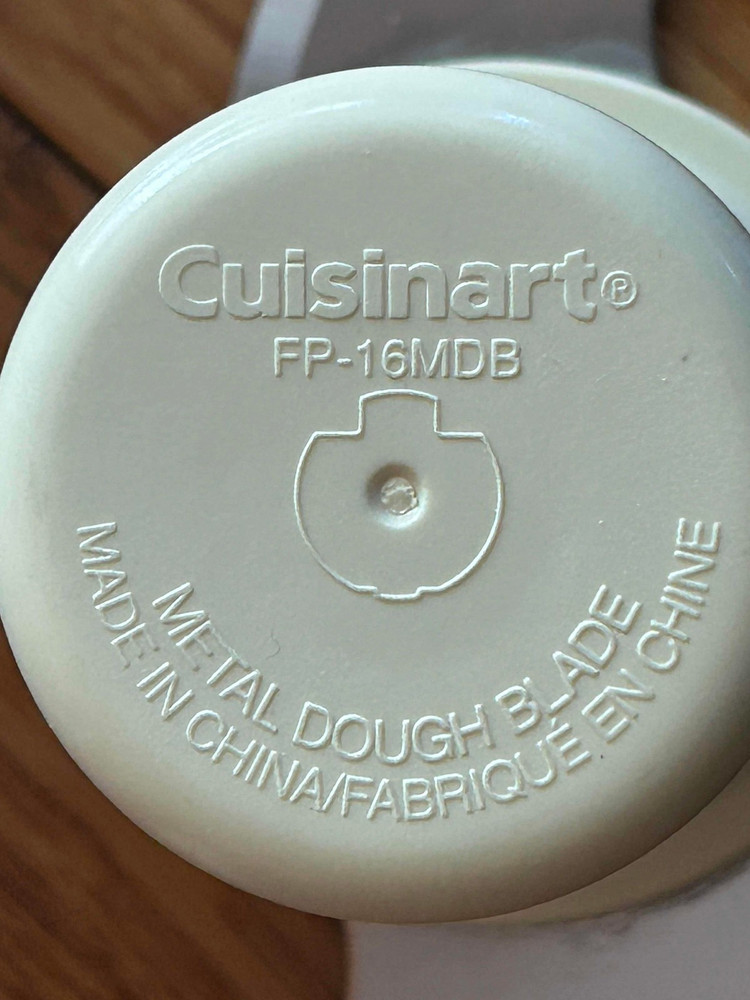 Cuisinart®
FP-16MDB
METAL DOUGH BLADE
MADE IN CHINA/FABRIQUÉ EN CHINE